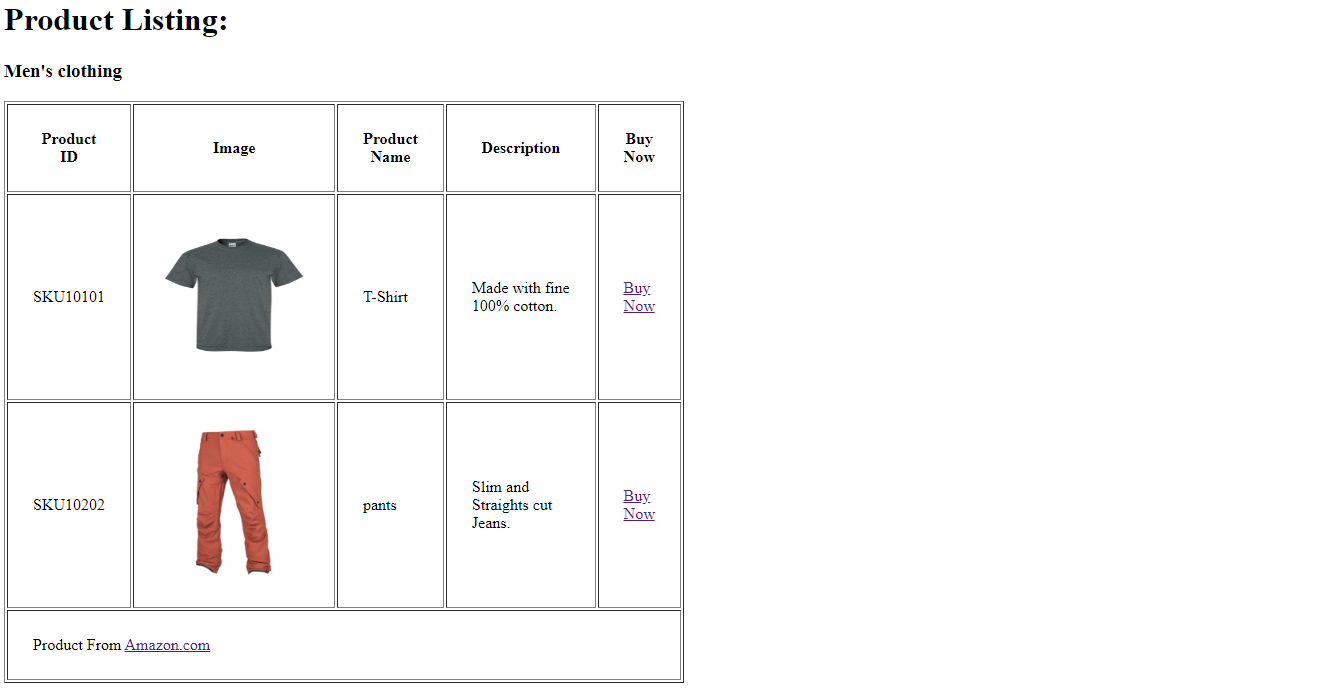 Product Listing:
Men's clothing
Product
ID
Image
Product
Name
Description
Buy
Now
SKU10101
T-Shirt
Made with fine
100% cotton.
Buy
Now
SKU10202
pants
Slim and
Straights cut
Jeans.
Buy
Now
Product From Amazon.com